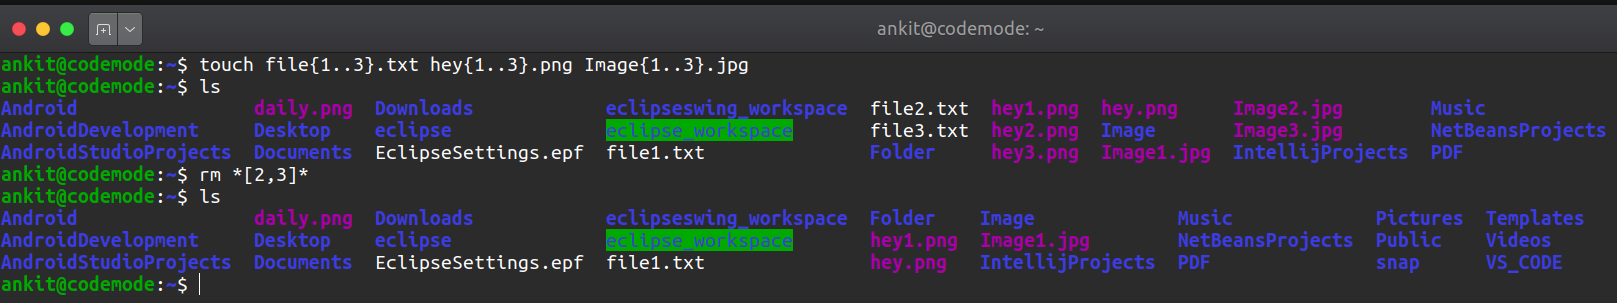 ankit@codemode: ~
ankit@codemode:~$ touch file{1..3}.txt hey{1..3}.png Image{1..3}.jpg
ankit@codemode:~$ ls
Android daily.png Downloads eclipseswing_workspace file2.txt hey1.png hey.png Image2.jpg Music
AndroidDevelopment Desktop eclipse eclipse_workspace file3.txt hey2.png Image Image3.jpg NetBeansProjects
AndroidStudioProjects Documents EclipseSettings.epf file1.txt Folder hey3.png Image1.jpg IntellijProjects PDF
ankit@codemode:~$ rm *[2,3]*
ankit@codemode:~$ ls
Android daily.png Downloads eclipseswing_workspace Folder Image Music Pictures Templates
AndroidDevelopment Desktop eclipse eclipse_workspace hey1.png Image1.jpg NetBeansProjects Public Videos
AndroidStudioProjects Documents EclipseSettings.epf file1.txt hey.png IntellijProjects PDF snap VS_CODE
ankit@codemode:~$